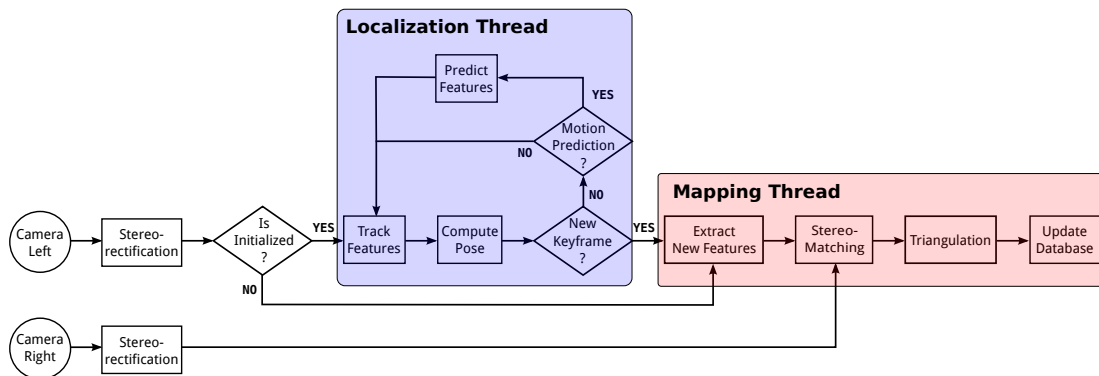 Localization Thread
Predict
Features
YES
Motion
Prediction
?
NO
NO
Mapping Thread
Camera
Left
Stereo-
rectification
Is
Initialized
?
YES
NO
Track
Features
Compute
Pose
New
Keyframe
?
YES
Extract
New Features
Stereo-
Matching
Triangulation
Update
Database
Camera
Right
Stereo-
rectification